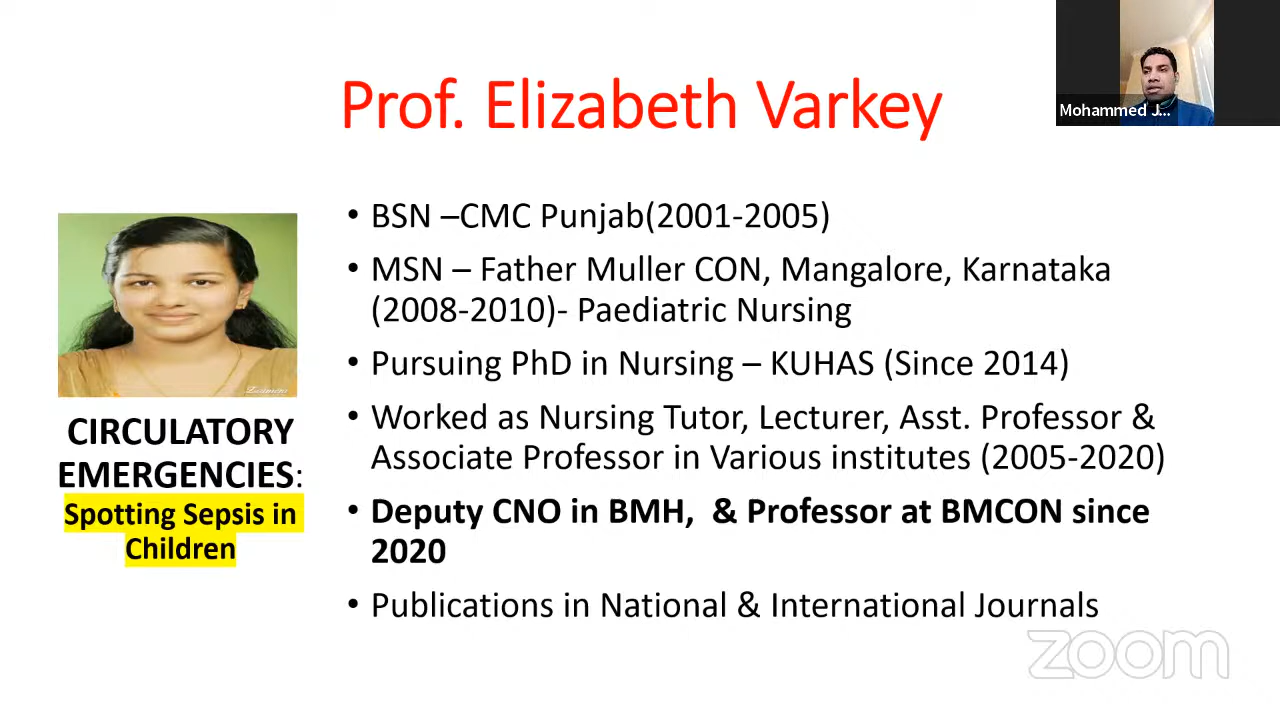 Prof. Elizabeth Varkey
Mohammed J...
• BSN –CMC Punjab(2001-2005)
• MSN – Father Muller CON, Mangalore, Karnataka
(2008-2010)- Paediatric Nursing
• Pursuing PhD in Nursing – KUHAS (Since 2014)
• Worked as Nursing Tutor, Lecturer, Asst. Professor &
Associate Professor in Various institutes (2005-2020)
• Deputy CNO in BMH,  & Professor at BMCON since
2020
• Publications in National & International Journals
CIRCULATORY
EMERGENCIES:
Spotting Sepsis in
Children
zoom